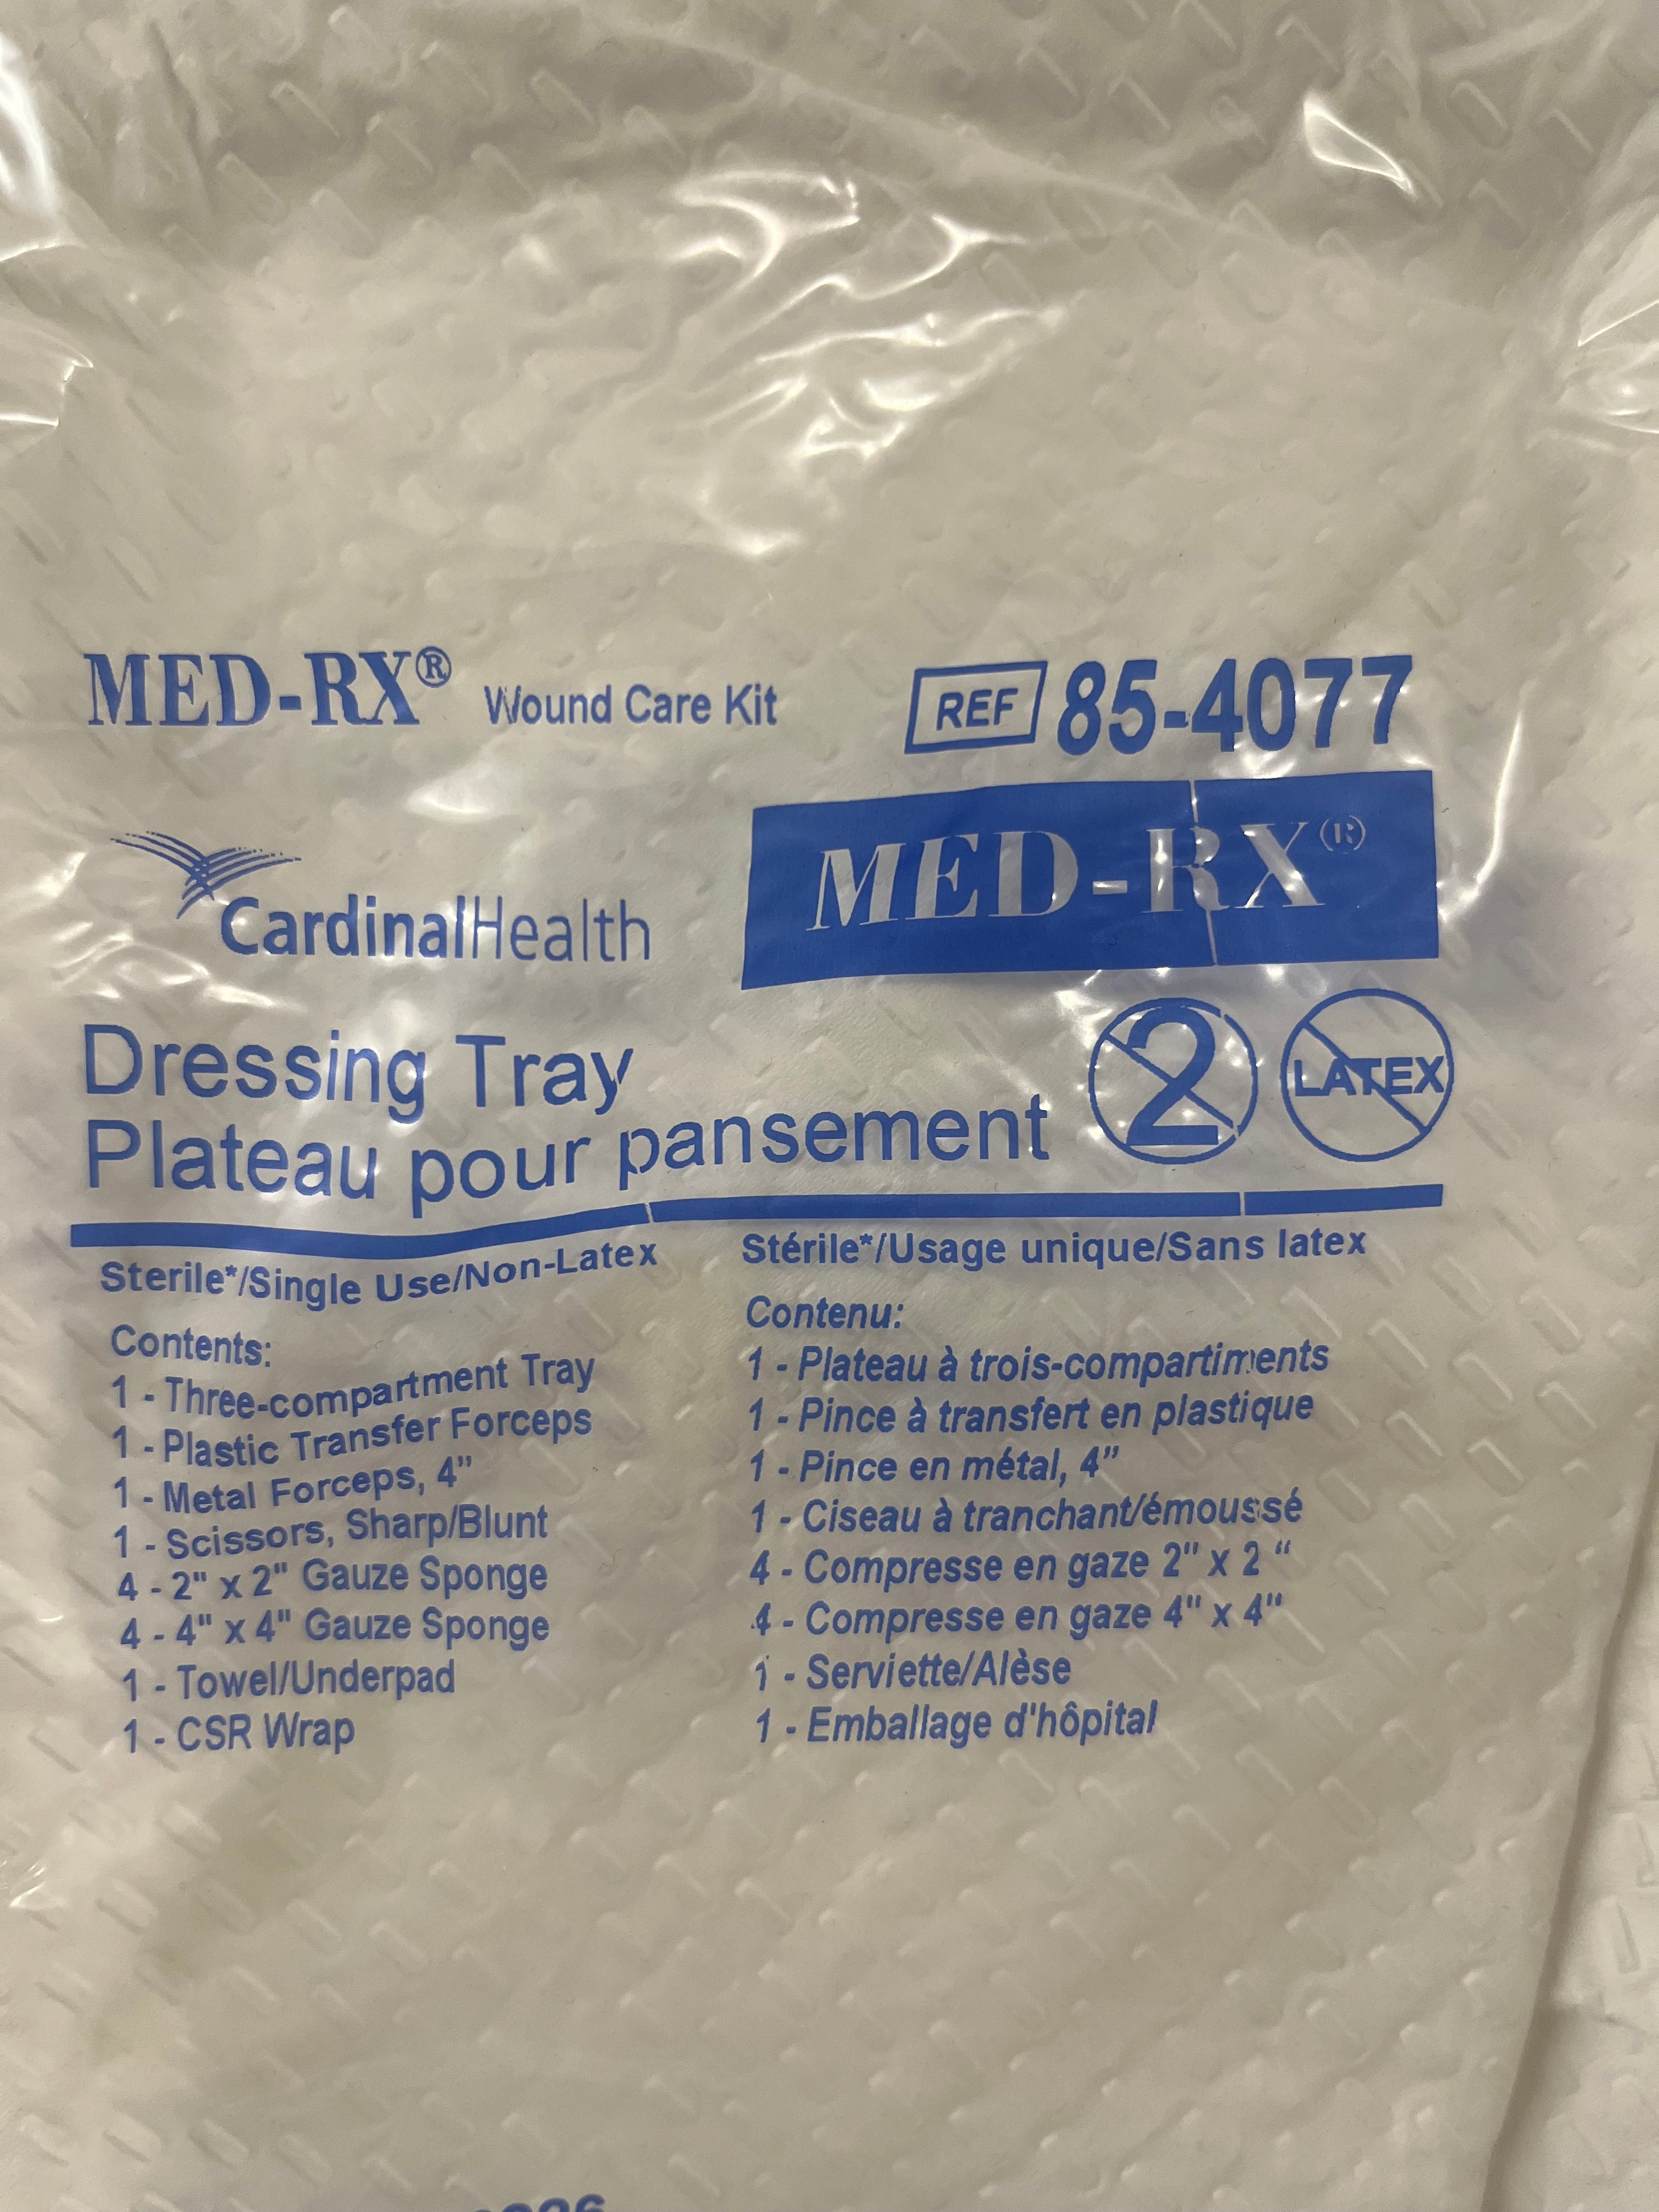 MED-RX® Wound Care Kit
REF 85-4077
CardinalHealth
MED-RX®
Dressing Tray
Plateau pour pansement
2
LATEX
Sterile*/Single Use/Non-Latex
Contents:
1 - Three-compartment Tray
1 - Plastic Transfer Forceps
1 - Metal Forceps, 4"
1 - Scissors, Sharp/Blunt
4 - 2" x 2" Gauze Sponge
4 - 4" x 4" Gauze Sponge
1 - Towel/Underpad
1 - CSR Wrap
Stérile*/Usage unique/Sans latex
Contenu:
1 - Plateau à trois-compartiments
1 - Pince à transfert en plastique
1 - Pince en métal, 4"
1 - Ciseau à tranchant/émoussé
4 - Compresse en gaze 2" x 2 "
4 - Compresse en gaze 4" x 4"
1 - Serviette/Alèse
1 - Emballage d'hôpital